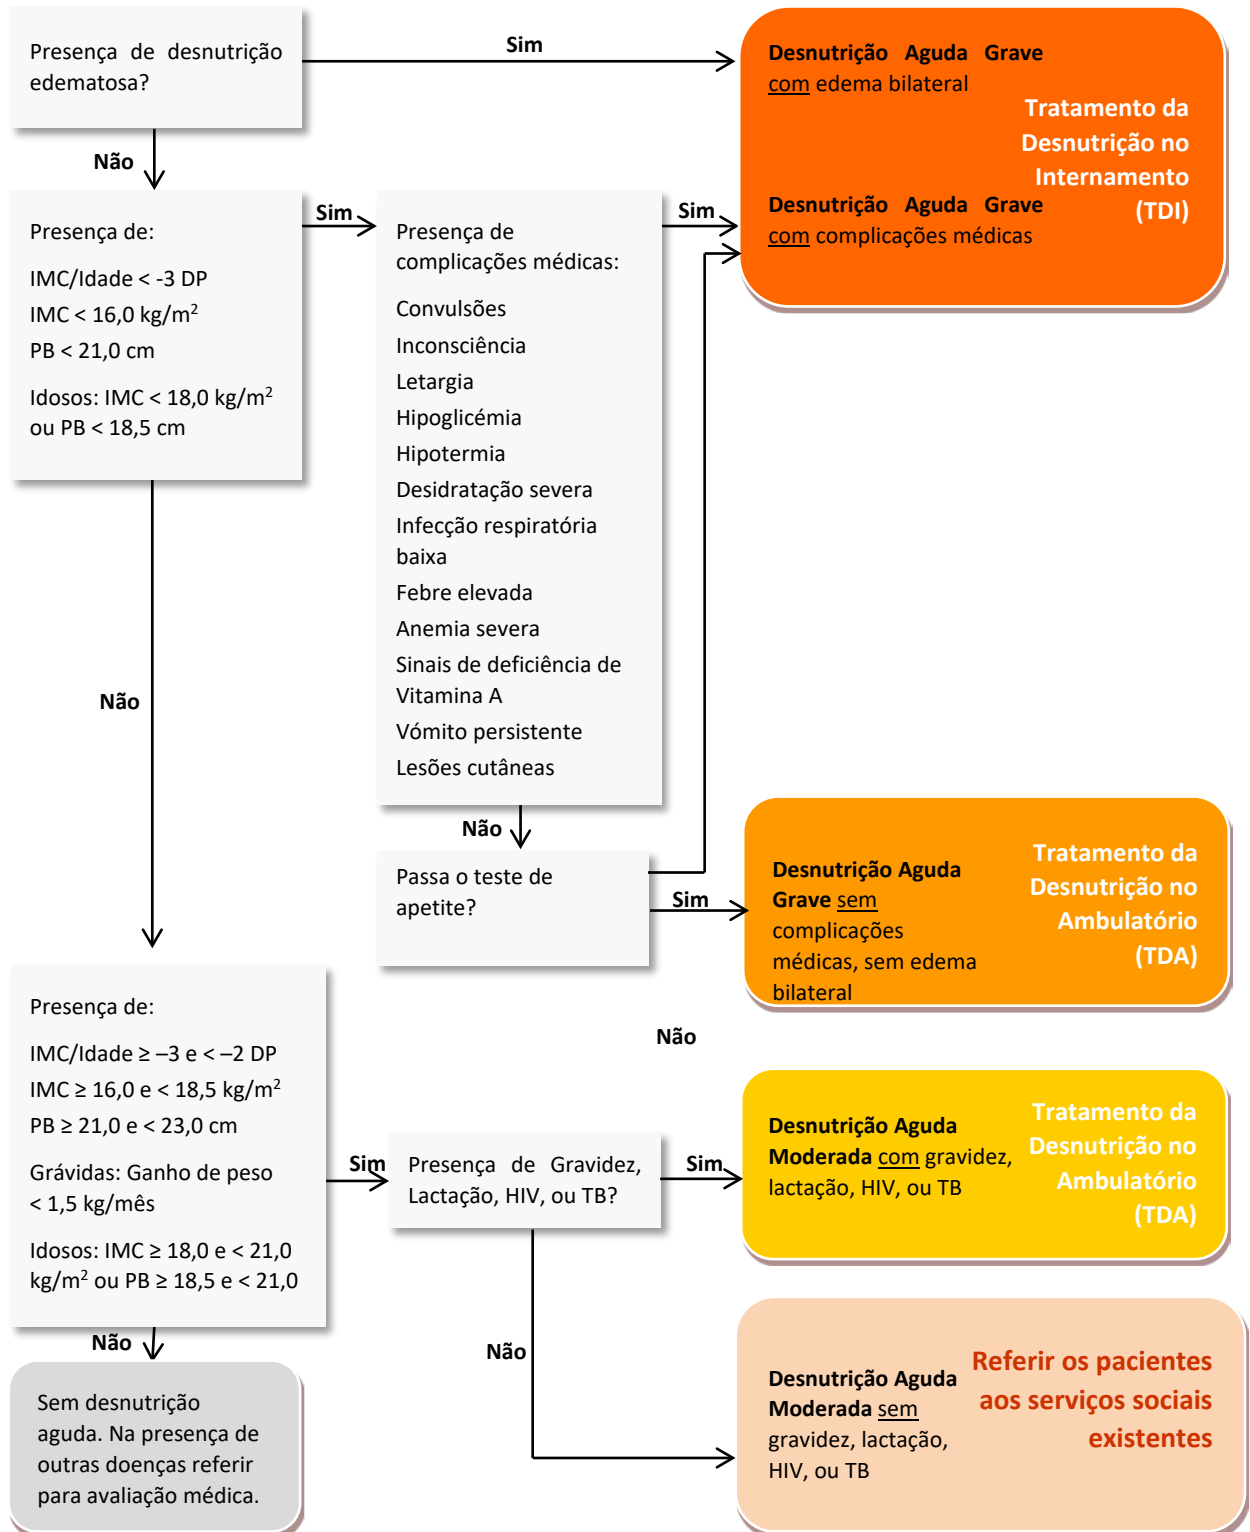 Presença de desnutrição
edematosa?
Sim
Desnutrição Aguda Grave
com edema bilateral
Tratamento da
Desnutrição no
Internamento
(TDI)
Desnutrição Aguda Grave
com complicações médicas
Não
Presença de:
IMC/Idade < -3 DP
IMC < 16,0 kg/m²
PB < 21,0 cm
Idosos: IMC < 18,0 kg/m²
ou PB < 18,5 cm
Sim
Presença de
complicações médicas:
Convulsões
Inconsciência
Letargia
Hipoglicémia
Hipotermia
Desidratação severa
Infecção respiratória
baixa
Febre elevada
Anemia severa
Sinais de deficiência de
Vitamina A
Vómito persistente
Lesões cutâneas
Sim
Não
Não
Passa o teste de
apetite?
Sim
Desnutrição Aguda
Grave sem
complicações
médicas, sem edema
bilateral
Tratamento da
Desnutrição no
Ambulatório
(TDA)
Não
Presença de:
IMC/Idade ≥ –3 e < –2 DP
IMC ≥ 16,0 e < 18,5 kg/m²
PB ≥ 21,0 e < 23,0 cm
Grávidas: Ganho de peso
< 1,5 kg/mês
Idosos: IMC ≥ 18,0 e < 21,0
kg/m² ou PB ≥ 18,5 e < 21,0
Sim
Presença de Gravidez,
Lactação, HIV, ou TB?
Sim
Desnutrição Aguda
Moderada com gravidez,
lactação, HIV, ou TB
Tratamento da
Desnutrição no
Ambulatório
(TDA)
Não
Não
Desnutrição Aguda
Moderada sem
gravidez, lactação,
HIV, ou TB
Referir os pacientes
aos serviços sociais
existentes
Sem desnutrição
aguda. Na presença de
outras doenças referir
para avaliação médica.